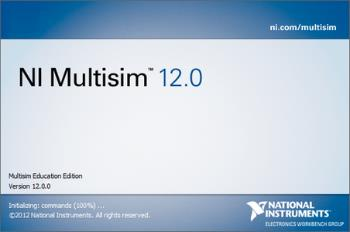 ni.com/multisim
NI Multisim™ 12.0
Multisim Education Edition
Version 12.0.0
Initializing: commands (100%) ...
©2012 National Instruments. All rights reserved.
NATIONAL
INSTRUMENTS™
ELECTRONICS WORKBENCH GROUP